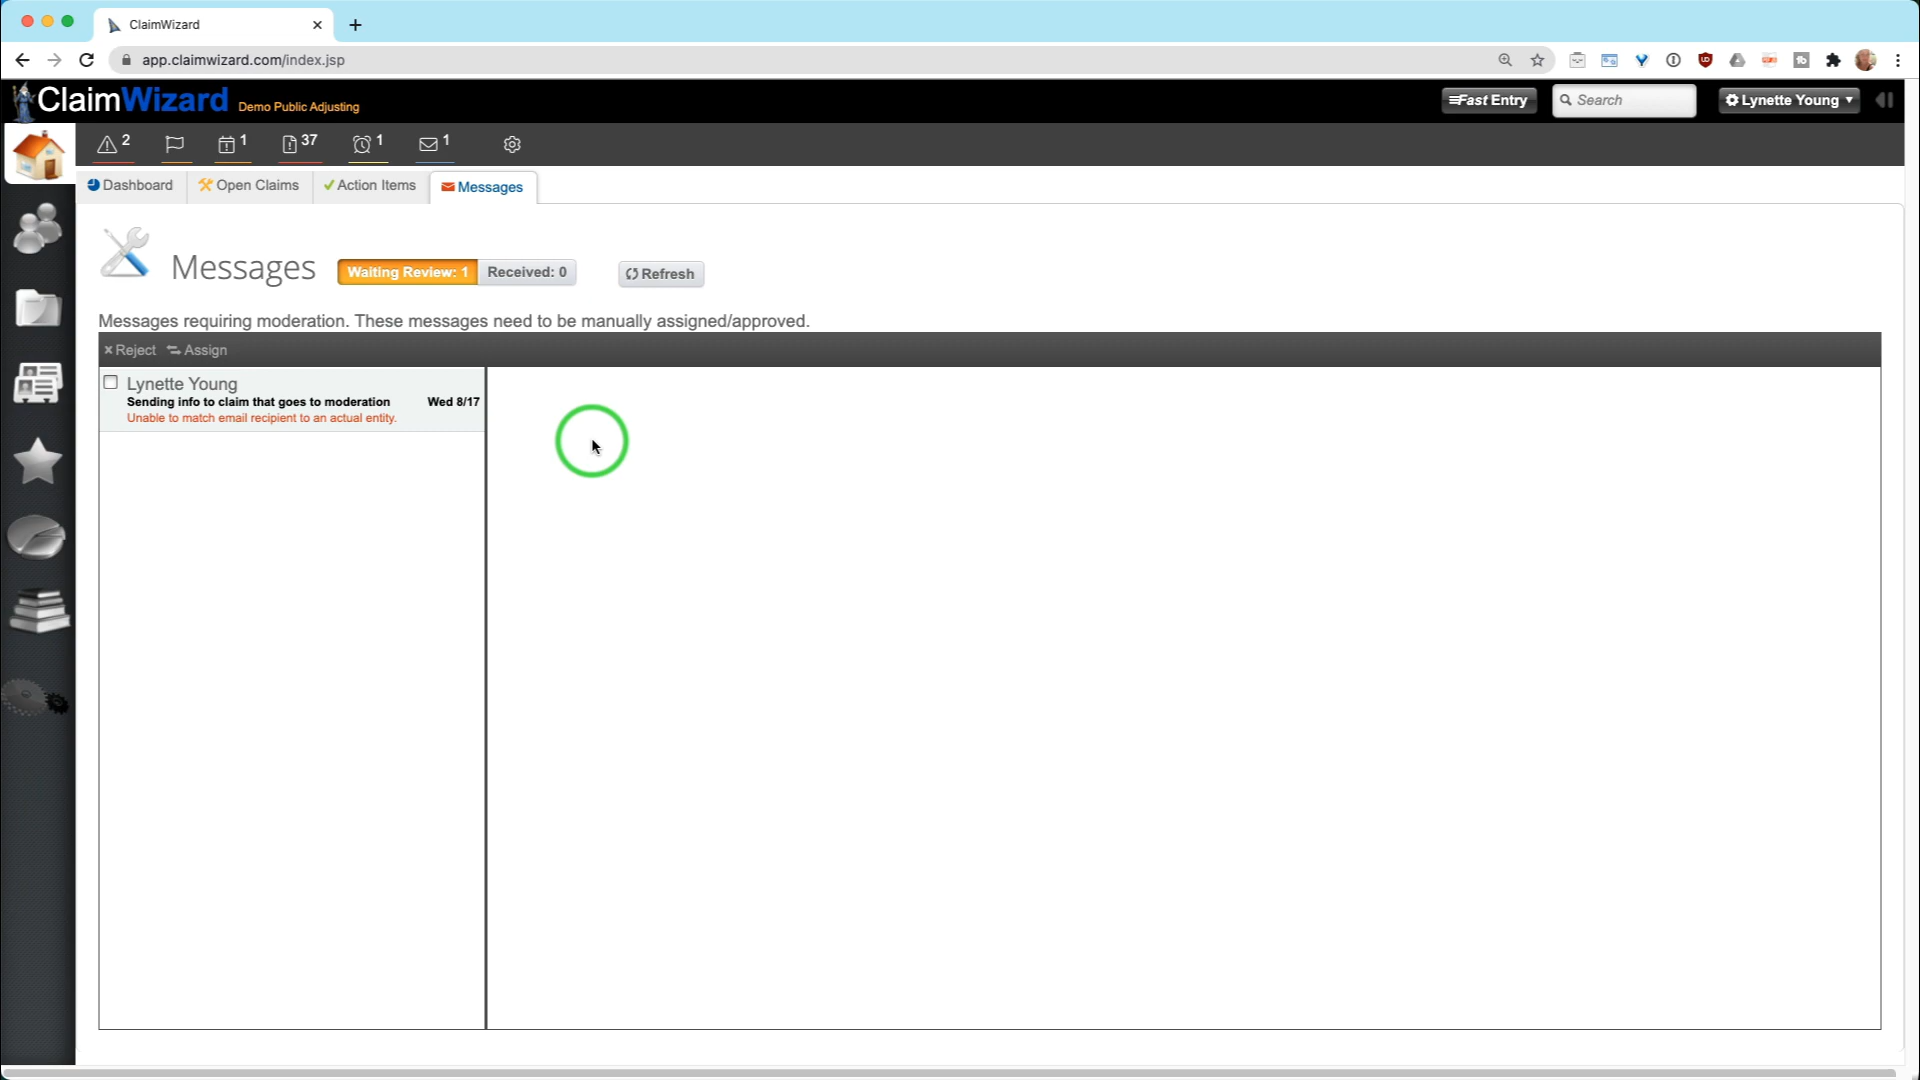 ClaimWizard
app.claimwizard.com/index.jsp
ClaimWizard Demo Public Adjusting
Fast Entry
Search
Lynette Young
2
1
37
1
1
Dashboard
Open Claims
Action Items
Messages
Messages
Waiting Review: 1
Received: 0
Refresh
Messages requiring moderation. These messages need to be manually assigned/approved.
Reject
Assign
Lynette Young
Sending info to claim that goes to moderation Wed 8/17
Unable to match email recipient to an actual entity.